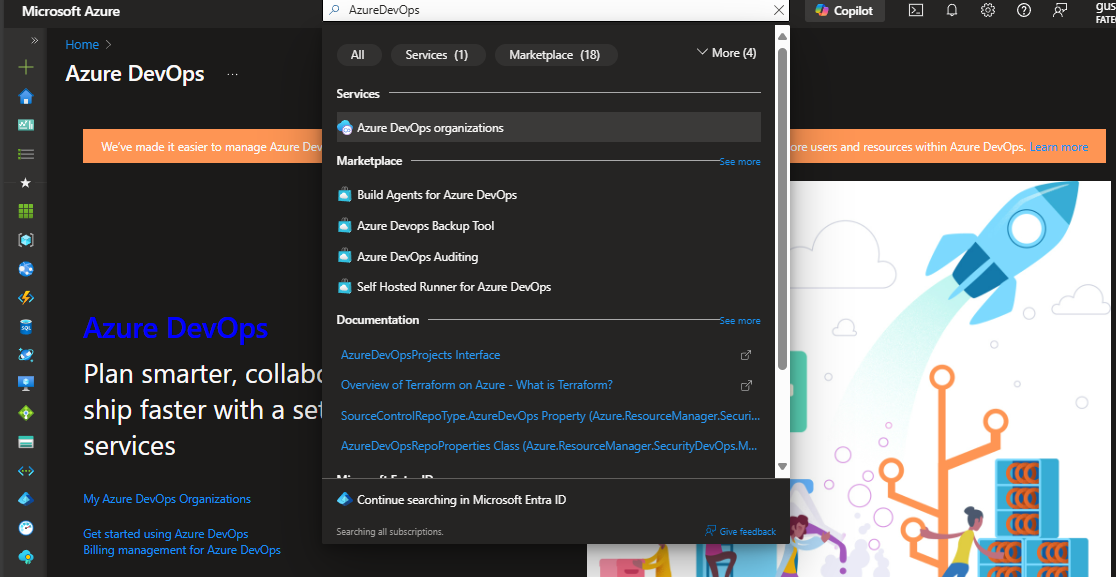 Microsoft Azure
AzureDevOps
Copilot
gus
FATEC
Home
Azure DevOps
...
All
Services (1)
Marketplace (18)
More (4)
Services
Azure DevOps organizations
We've made it easier to manage Azure Dev
ore users and resources within Azure DevOps. Learn more
Marketplace
See more
Build Agents for Azure DevOps
Azure Devops Backup Tool
Azure DevOps Auditing
Self Hosted Runner for Azure DevOps
Documentation
See more
AzureDevOpsProjects Interface
Overview of Terraform on Azure - What is Terraform?
SourceControlRepoType.AzureDevOps Property (Azure.ResourceManager.Securi...
AzureDevOpsRepoProperties Class (Azure.ResourceManager.SecurityDevOps.M...
Microsoft Entra ID
Continue searching in Microsoft Entra ID
Searching all subscriptions.
Give feedback
Azure DevOps
Plan smarter, collabo
ship faster with a set
services
My Azure DevOps Organizations
Get started using Azure DevOps
Billing management for Azure DevOps
SQL